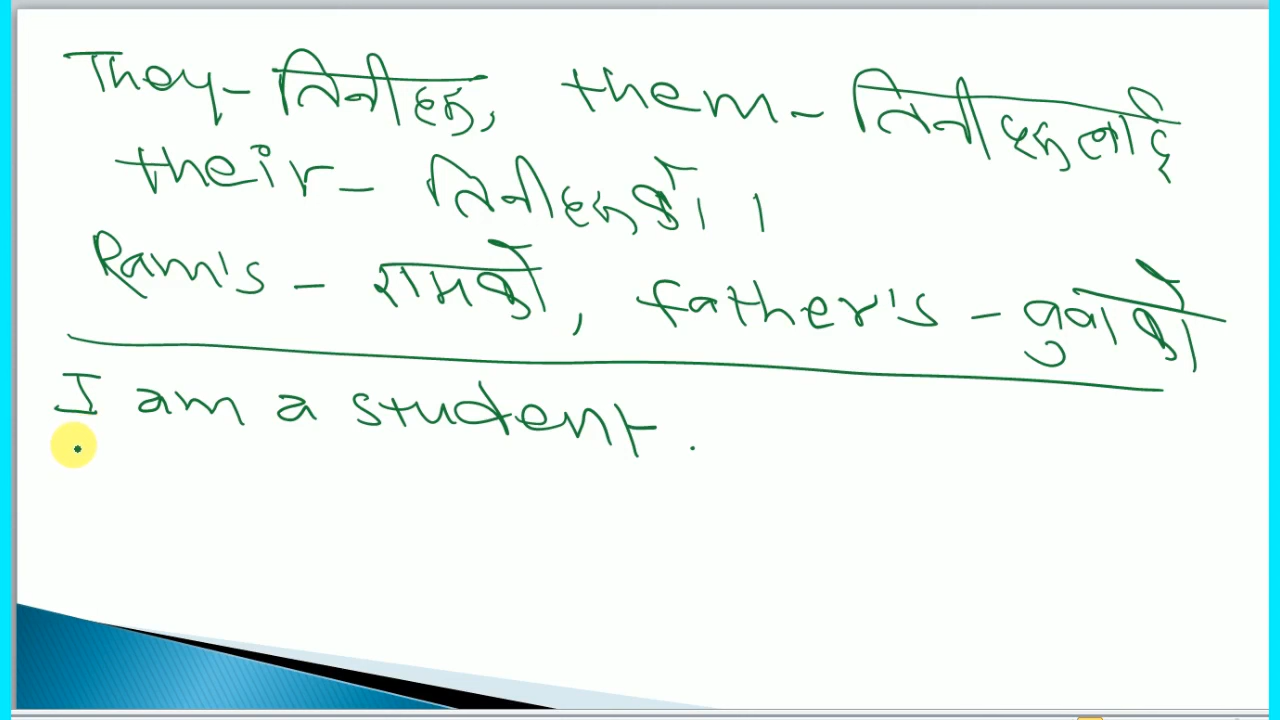 They - तिनीहरू, them - तिनीहरूलाई
their - तिनीहरूको । ।
Ram's - रामको, father's - बुवाको
I am a student.